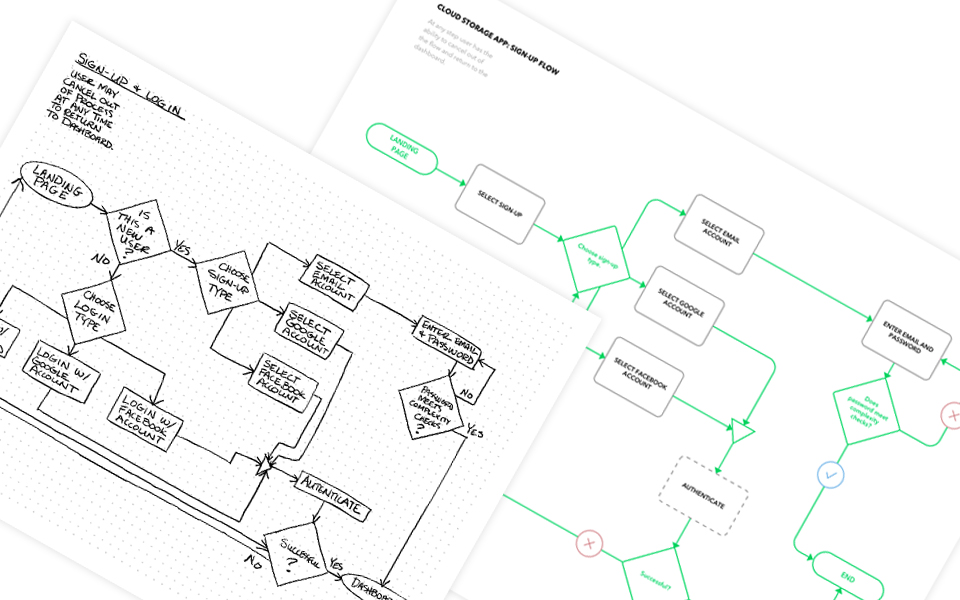 SIGN-UP & LOGIN
USER MAY
CANCEL OUT
OF PROCESS
AT ANY TIME
TO RETURN
TO DASHBOARD.
LANDING
PAGE
IS
THIS A
NEW
USER
?
NO
YES
CHOOSE
LOGIN
TYPE
CHOOSE
SIGN-UP
TYPE
SELECT
EMAIL
ACCOUNT
SELECT
GOOGLE
ACCOUNT
SELECT
FACEBOOK
ACCOUNT
LOGIN W/
GOOGLE
ACCOUNT
LOGIN W/
FACEBOOK
ACCOUNT
ENTER EMAIL
& PASSWORD
NO
PASSWORD
MEETS
COMPLEXITY
CHECKS
?
YES
AUTHENTICATE
SUCCESSFUL
?
NO
YES
CLOUD STORAGE APP: SIGN-UP FLOW
At any step user has the
ability to cancel out of
the flow and return to the
dashboard.
LANDING
PAGE
SELECT SIGN-UP
Choose sign-up
type.
SELECT EMAIL
ACCOUNT
SELECT GOOGLE
ACCOUNT
SELECT FACEBOOK
ACCOUNT
AUTHENTICATE
Successful?
ENTER EMAIL AND
PASSWORD
Does
password meet
complexity
checks?
END